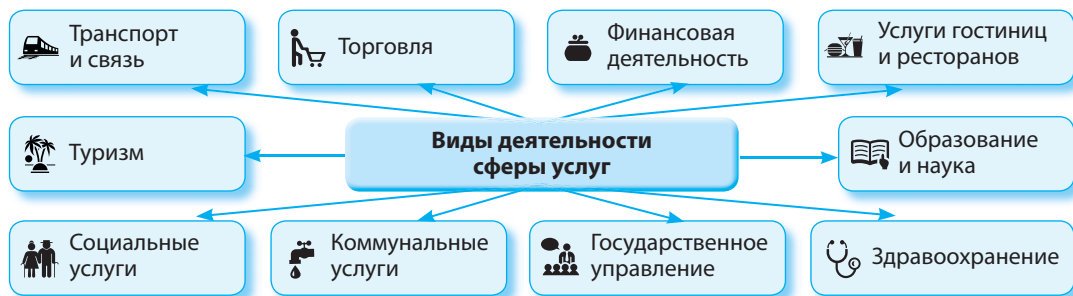 Транспорт
и связь
Торговля
Финансовая
деятельность
Услуги гостиниц
и ресторанов
Туризм
Виды деятельности
сферы услуг
Образование
и наука
Социальные
услуги
Коммунальные
услуги
Государственное
управление
Здравоохранение